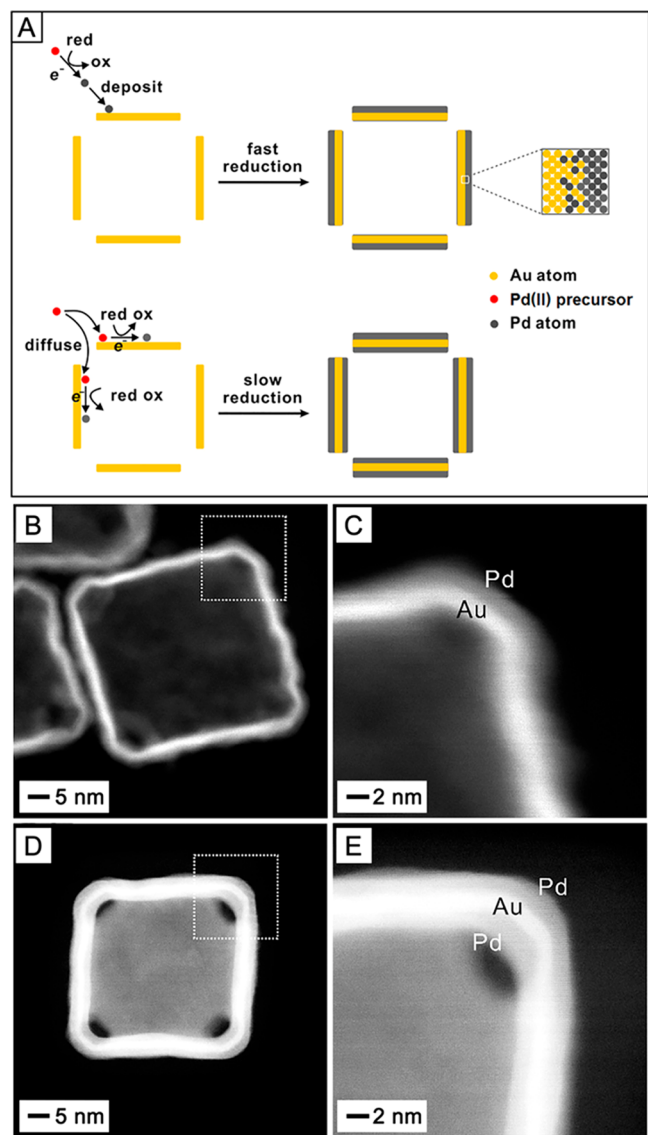 A
red
ox
e⁻
deposit
fast
reduction
Au atom
Pd(II) precursor
Pd atom
red ox
e⁻
diffuse
e⁻
red ox
slow
reduction
B
5 nm
C
Pd
Au
2 nm
D
5 nm
E
Pd
Au
Pd
2 nm